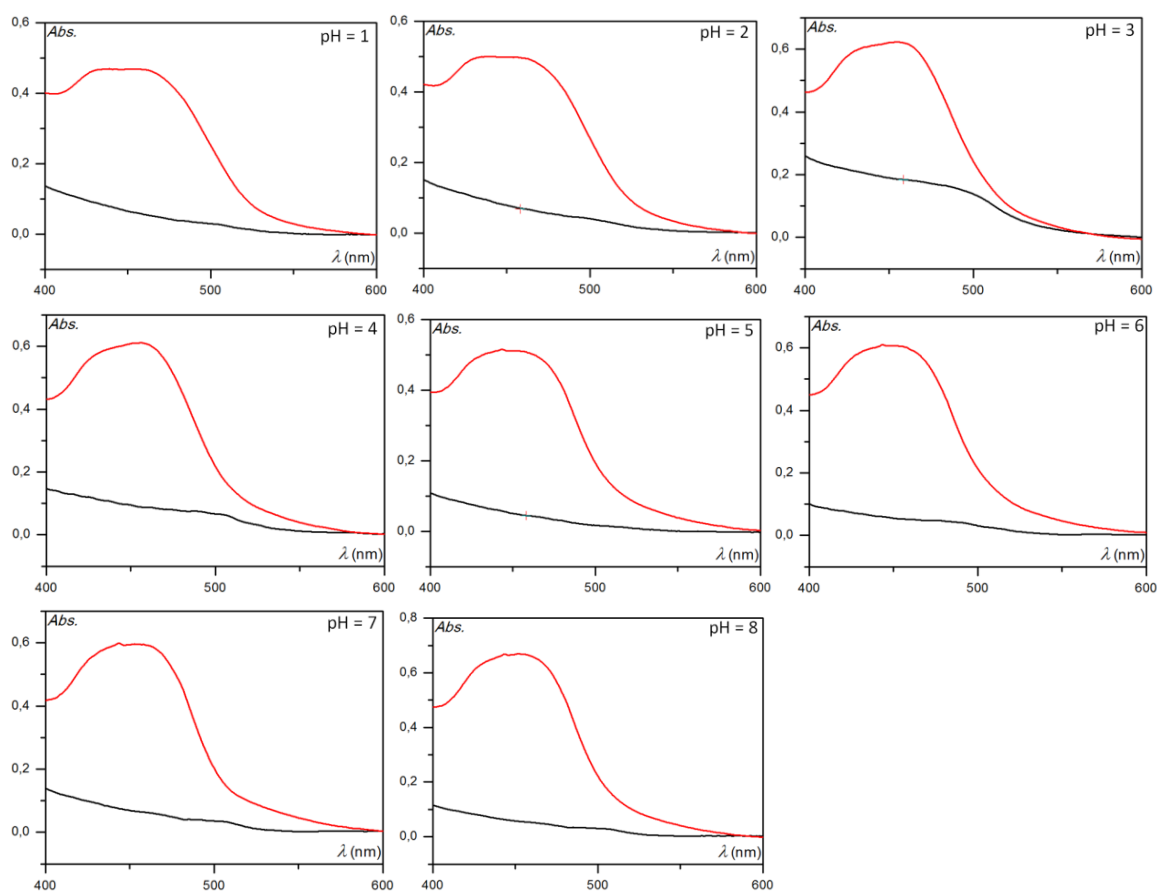 0,6 Abs. pH = 1
0,4
0,2
0,0
λ (nm)
400 500 600
0,6 Abs. pH = 2
0,4
0,2
0,0
λ (nm)
400 500 600
Abs. pH = 3
0,6
0,4
0,2
0,0
λ (nm)
400 500 600
Abs. pH = 4
0,6
0,4
0,2
0,0
λ (nm)
400 500 600
0,6 Abs. pH = 5
0,4
0,2
0,0
λ (nm)
400 500 600
Abs. pH = 6
0,6
0,4
0,2
0,0
λ (nm)
400 500 600
Abs. pH = 7
0,6
0,4
0,2
0,0
λ (nm)
400 500 600
0,8 Abs. pH = 8
0,6
0,4
0,2
0,0
λ (nm)
400 500 600